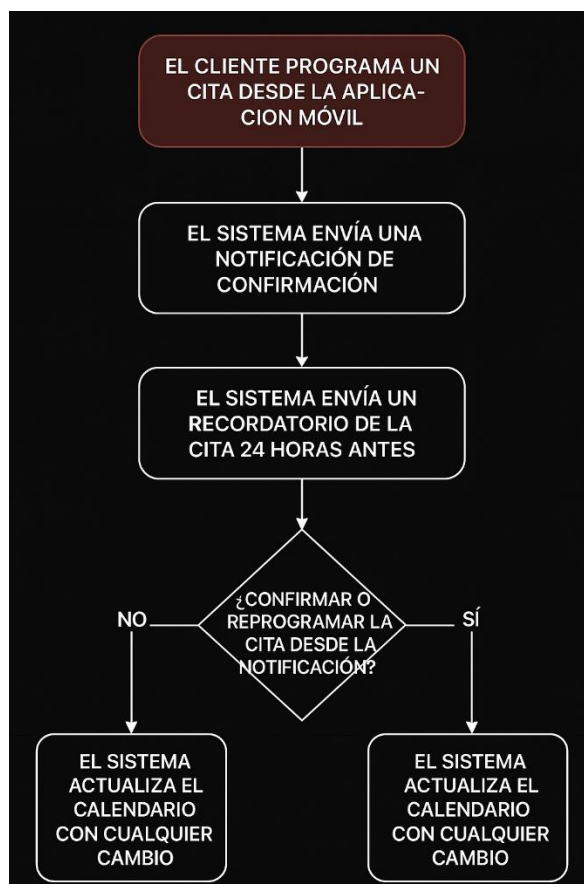 EL CLIENTE PROGRAMA UN
CITA DESDE LA APLICA-
CION MÓVIL
EL SISTEMA ENVÍA UNA
NOTIFICACIÓN DE
CONFIRMACIÓN
EL SISTEMA ENVÍA UN
RECORDATORIO DE LA
CITA 24 HORAS ANTES
¿CONFIRMAR O
REPROGRAMAR LA
CITA DESDE LA
NOTIFICACIÓN?
NO
SÍ
EL SISTEMA
ACTUALIZA EL
CALENDARIO
CON CUALQUIER
CAMBIO
EL SISTEMA
ACTUALIZA EL
CALENDARIO
CON CUALQUIER
CAMBIO